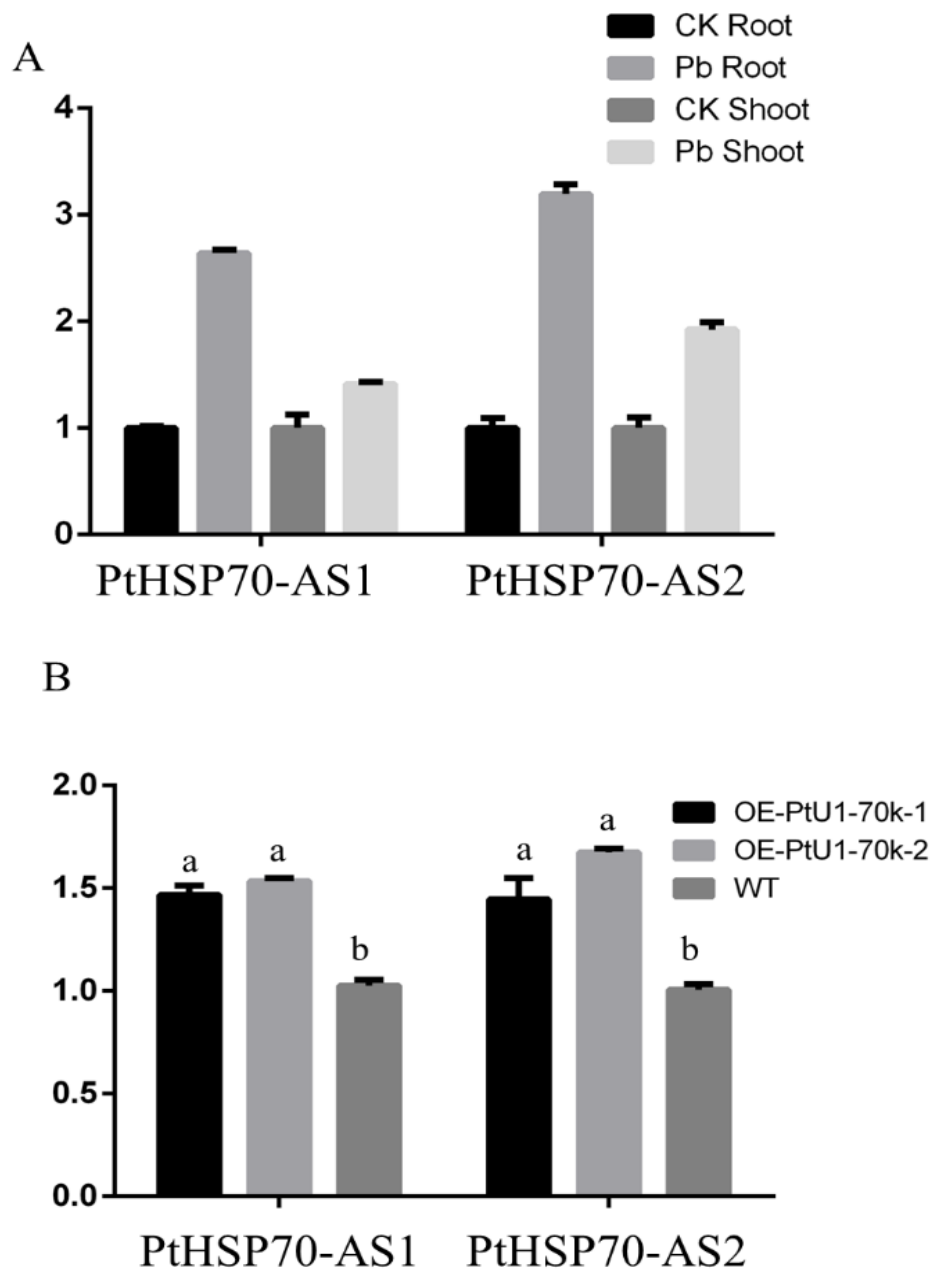 A
CK Root
Pb Root
CK Shoot
Pb Shoot
4
3
2
1
0
PtHSP70-AS1 PtHSP70-AS2
B
2.0
1.5
1.0
0.5
0.0
OE-PtU1-70k-1
OE-PtU1-70k-2
WT
a a b a a b
PtHSP70-AS1 PtHSP70-AS2